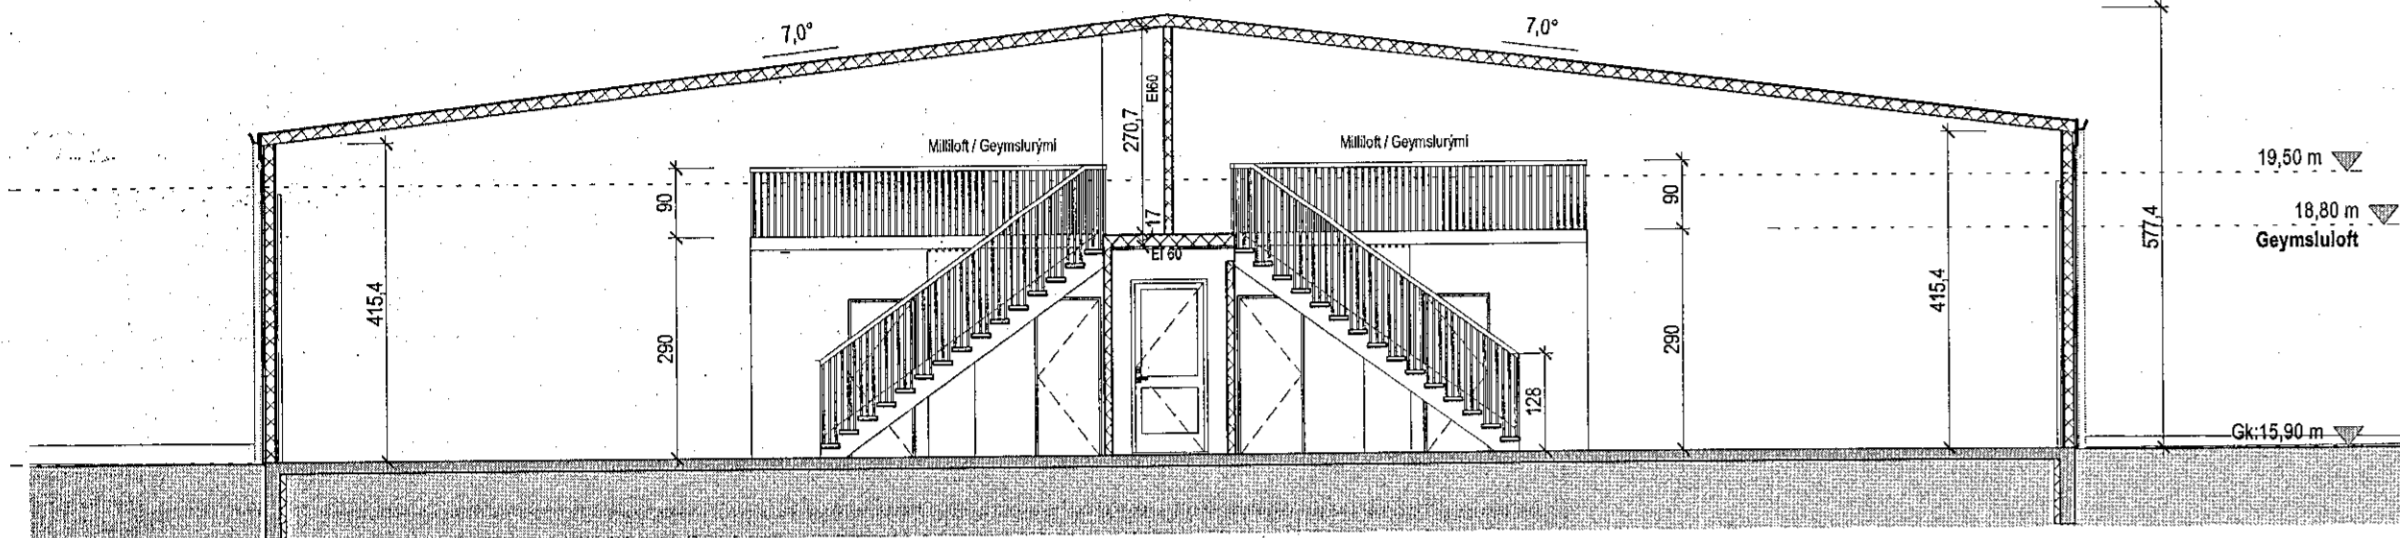 7,0°
7,0°
EI60
270,7
Milliloft / Geymslurými
Milliloft / Geymslurými
19,50 m
90
90
17
18,80 m
577,4
Geymsluloft
EI 60
415,4
415,4
290
290
128
Gk:15,90 m